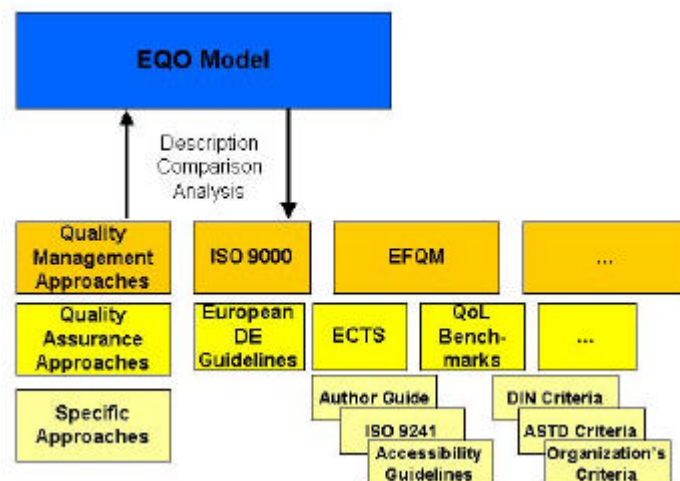 EQO Model
Description
Comparison
Analysis
Quality
Management
Approaches
ISO 9000
EFQM
...
Quality
Assurance
Approaches
European
DE
Guidelines
ECTS
QoL
Bench-
marks
...
Specific
Approaches
Author Guide
ISO 9241
Accessibility
Guidelines
DIN Criteria
ASTD Criteria
Organization's
Criteria